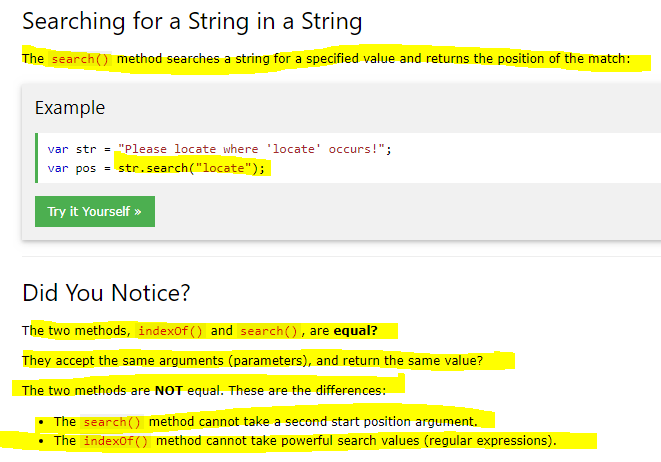 Searching for a String in a String
The search() method searches a string for a specified value and returns the position of the match:
Example
var str = "Please locate where 'locate' occurs!";
var pos = str.search("locate");
Try it Yourself »
Did You Notice?
The two methods, indexOf() and search(), are equal?
They accept the same arguments (parameters), and return the same value?
The two methods are NOT equal. These are the differences:
• The search() method cannot take a second start position argument.
• The indexOf() method cannot take powerful search values (regular expressions).